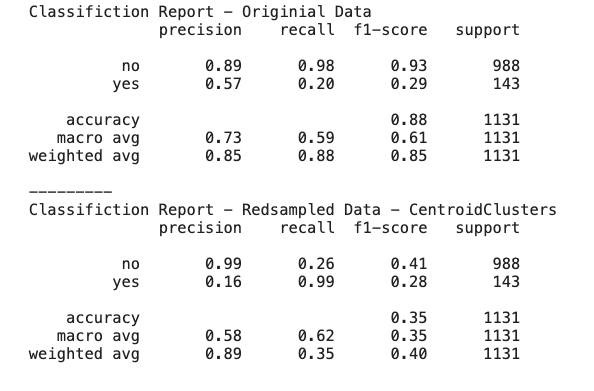 Classifiction Report - Originial Data
precision recall f1-score support
no 0.89 0.98 0.93 988
yes 0.57 0.20 0.29 143
accuracy 0.88 1131
macro avg 0.73 0.59 0.61 1131
weighted avg 0.85 0.88 0.85 1131
_________
Classifiction Report - Redsampled Data - CentroidClusters
precision recall f1-score support
no 0.99 0.26 0.41 988
yes 0.16 0.99 0.28 143
accuracy 0.35 1131
macro avg 0.58 0.62 0.35 1131
weighted avg 0.89 0.35 0.40 1131